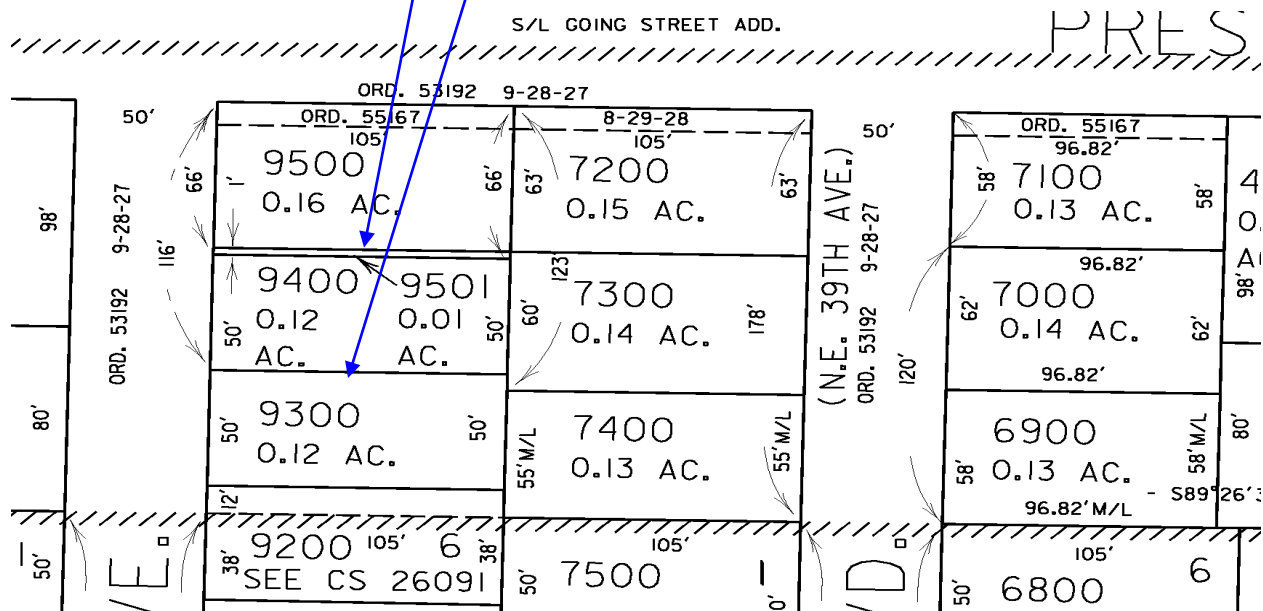 S/L GOING STREET ADD.
PRES
ORD. 53192 9-28-27
50'
ORD. 55167
8-29-28
50'
ORD. 55167
105'
105'
96.82'
66'
1'
9500
0.16 AC.
66'
63'
7200
0.15 AC.
63'
58'
7100
0.13 AC.
58'
4
0.
AC
98'
ORD. 53192 9-28-27
116'
(N.E. 39TH AVE.)
ORD. 53192 9-28-27
98'
9400
0.12
AC.
50'
9501
0.01
AC.
50'
123'
60'
7300
0.14 AC.
178'
120'
96.82'
62'
7000
0.14 AC.
62'
96.82'
80'
50'
9300
0.12 AC.
50'
55'M/L
7400
0.13 AC.
55'M/L
58'
6900
0.13 AC.
58'M/L
80'
96.82'M/L
- S89°26'3
12'
50'
E.
38'
9200
105'
6
38'
SEE CS 26091
50'
105'
7500
0'
D.
50'
105'
6800
6